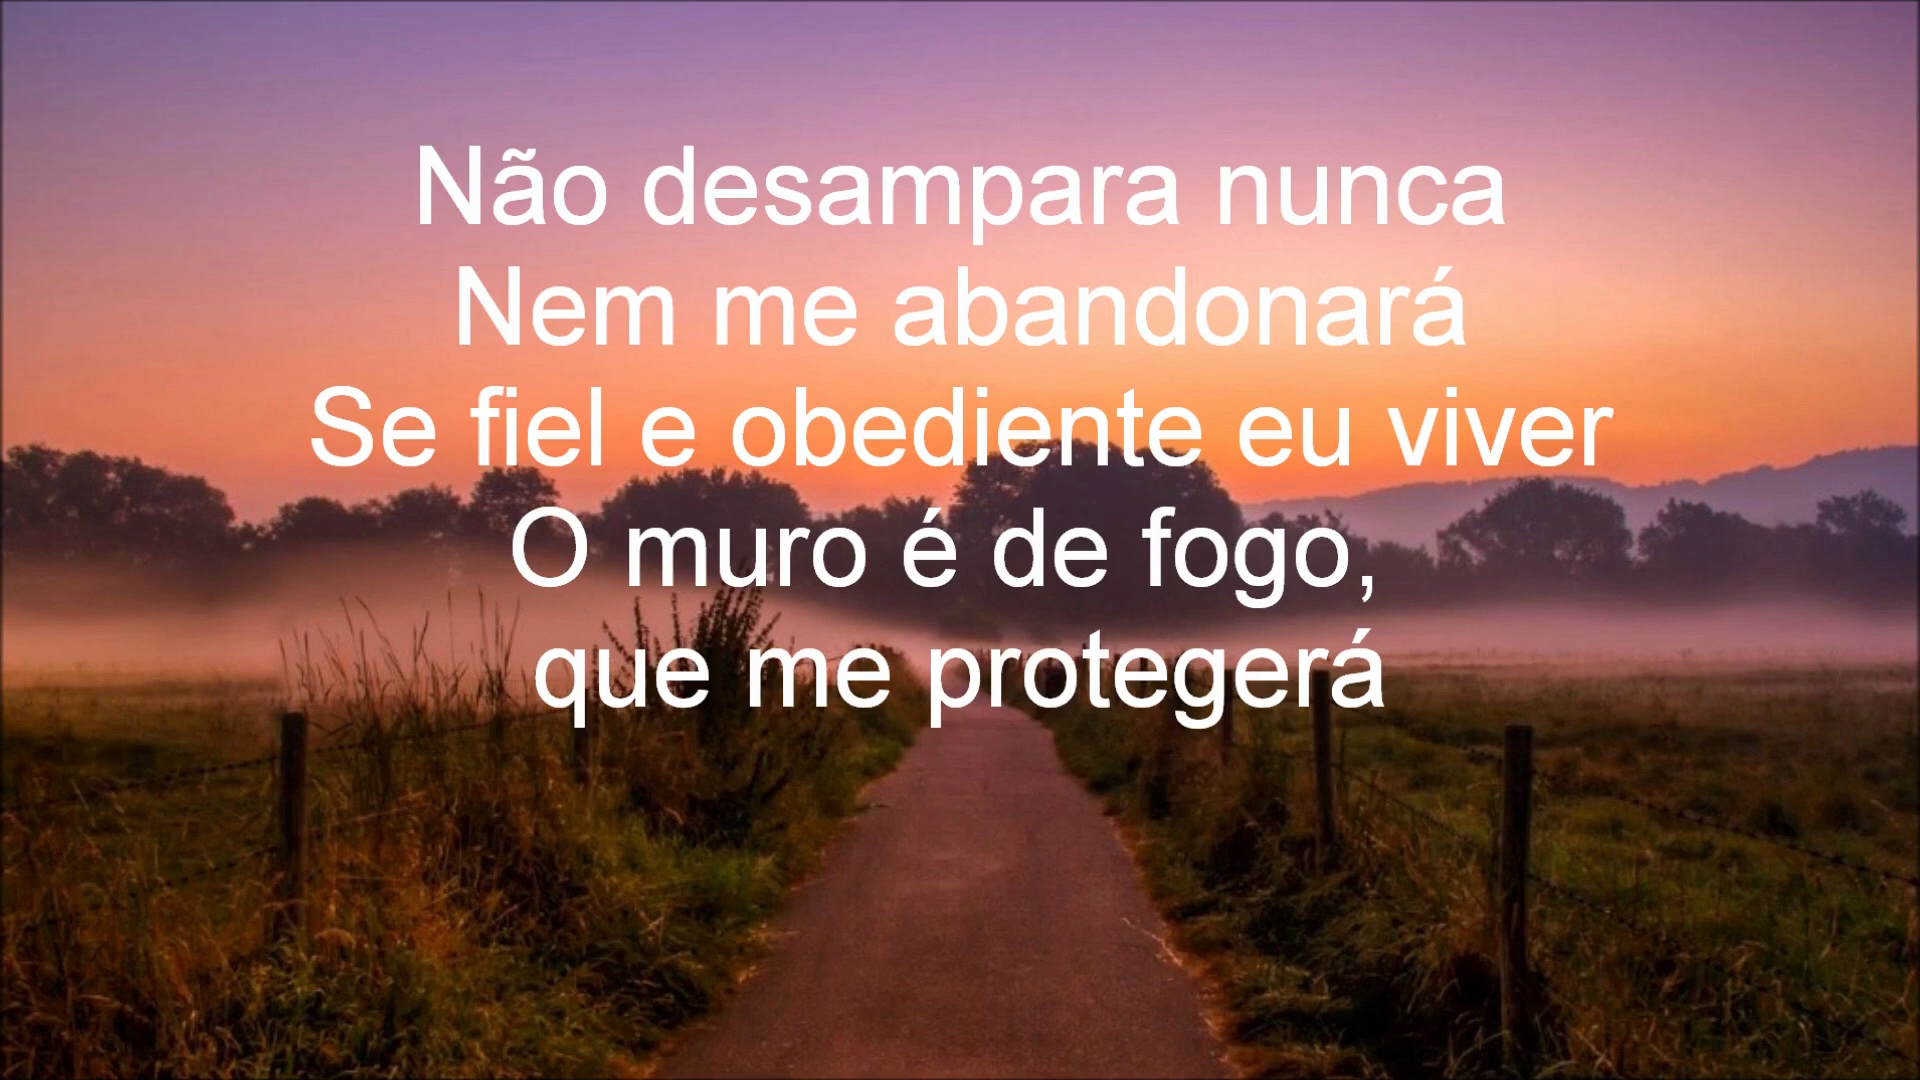 Não desampara nunca
Nem me abandonará
Se fiel e obediente eu viver
O muro é de fogo,
que me protegerá